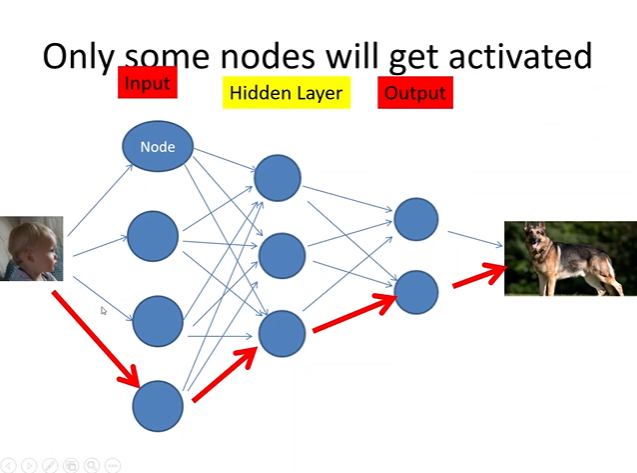 Only some nodes will get activated
Input
Hidden Layer
Output
Node